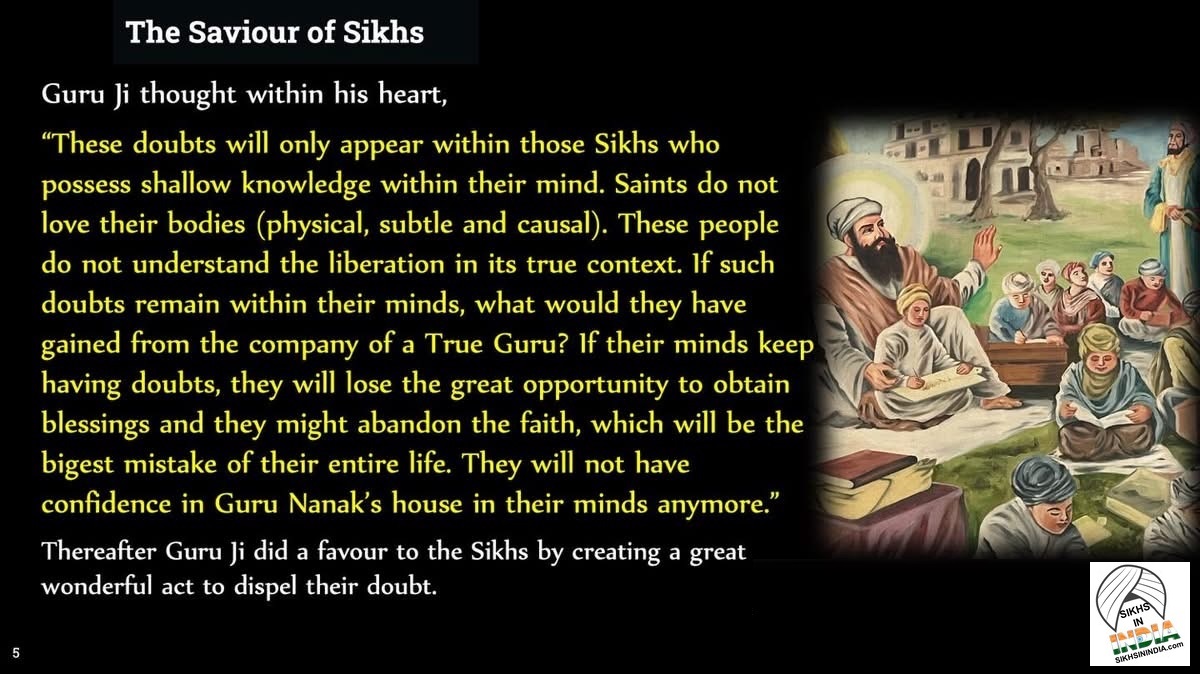 The Saviour of Sikhs
Guru Ji thought within his heart,
“These doubts will only appear within those Sikhs who
possess shallow knowledge within their mind. Saints do not
love their bodies (physical, subtle and causal). These people
do not understand the liberation in its true context. If such
doubts remain within their minds, what would they have
gained from the company of a True Guru? If their minds keep
having doubts, they will lose the great opportunity to obtain
blessings and they might abandon the faith, which will be the
bigest mistake of their entire life. They will not have
confidence in Guru Nanak’s house in their minds anymore.”
Thereafter Guru Ji did a favour to the Sikhs by creating a great
wonderful act to dispel their doubt.
5
SIKHS
IN
INDIA
SIKHSININDIA.com